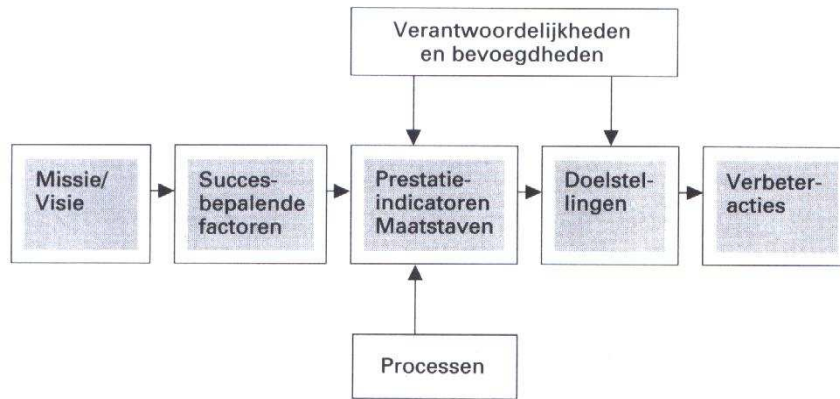 Verantwoordelijkheden
en bevoegdheden
Missie/
Visie
Succes-
bepalende
factoren
Prestatie-
indicatoren
Maatstaven
Doelstel-
lingen
Verbeter-
acties
Processen